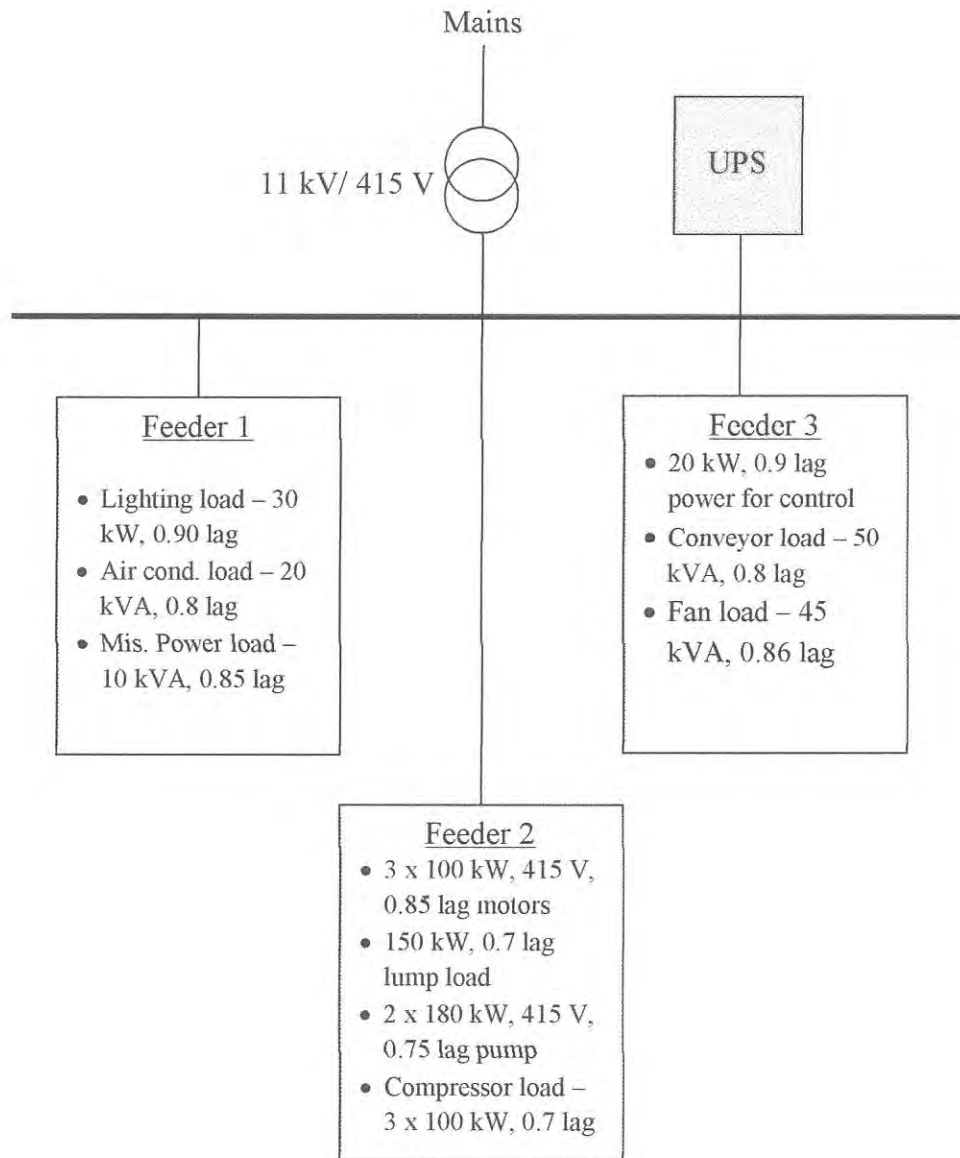 Mains
11 kV/ 415 V
UPS
Feeder 1
• Lighting load – 30
kW, 0.90 lag
• Air cond. load – 20
kVA, 0.8 lag
• Mis. Power load –
10 kVA, 0.85 lag
Feeder 3
• 20 kW, 0.9 lag
power for control
• Conveyor load – 50
kVA, 0.8 lag
• Fan load – 45
kVA, 0.86 lag
Feeder 2
• 3 x 100 kW, 415 V,
0.85 lag motors
• 150 kW, 0.7 lag
lump load
• 2 x 180 kW, 415 V,
0.75 lag pump
• Compressor load –
3 x 100 kW, 0.7 lag